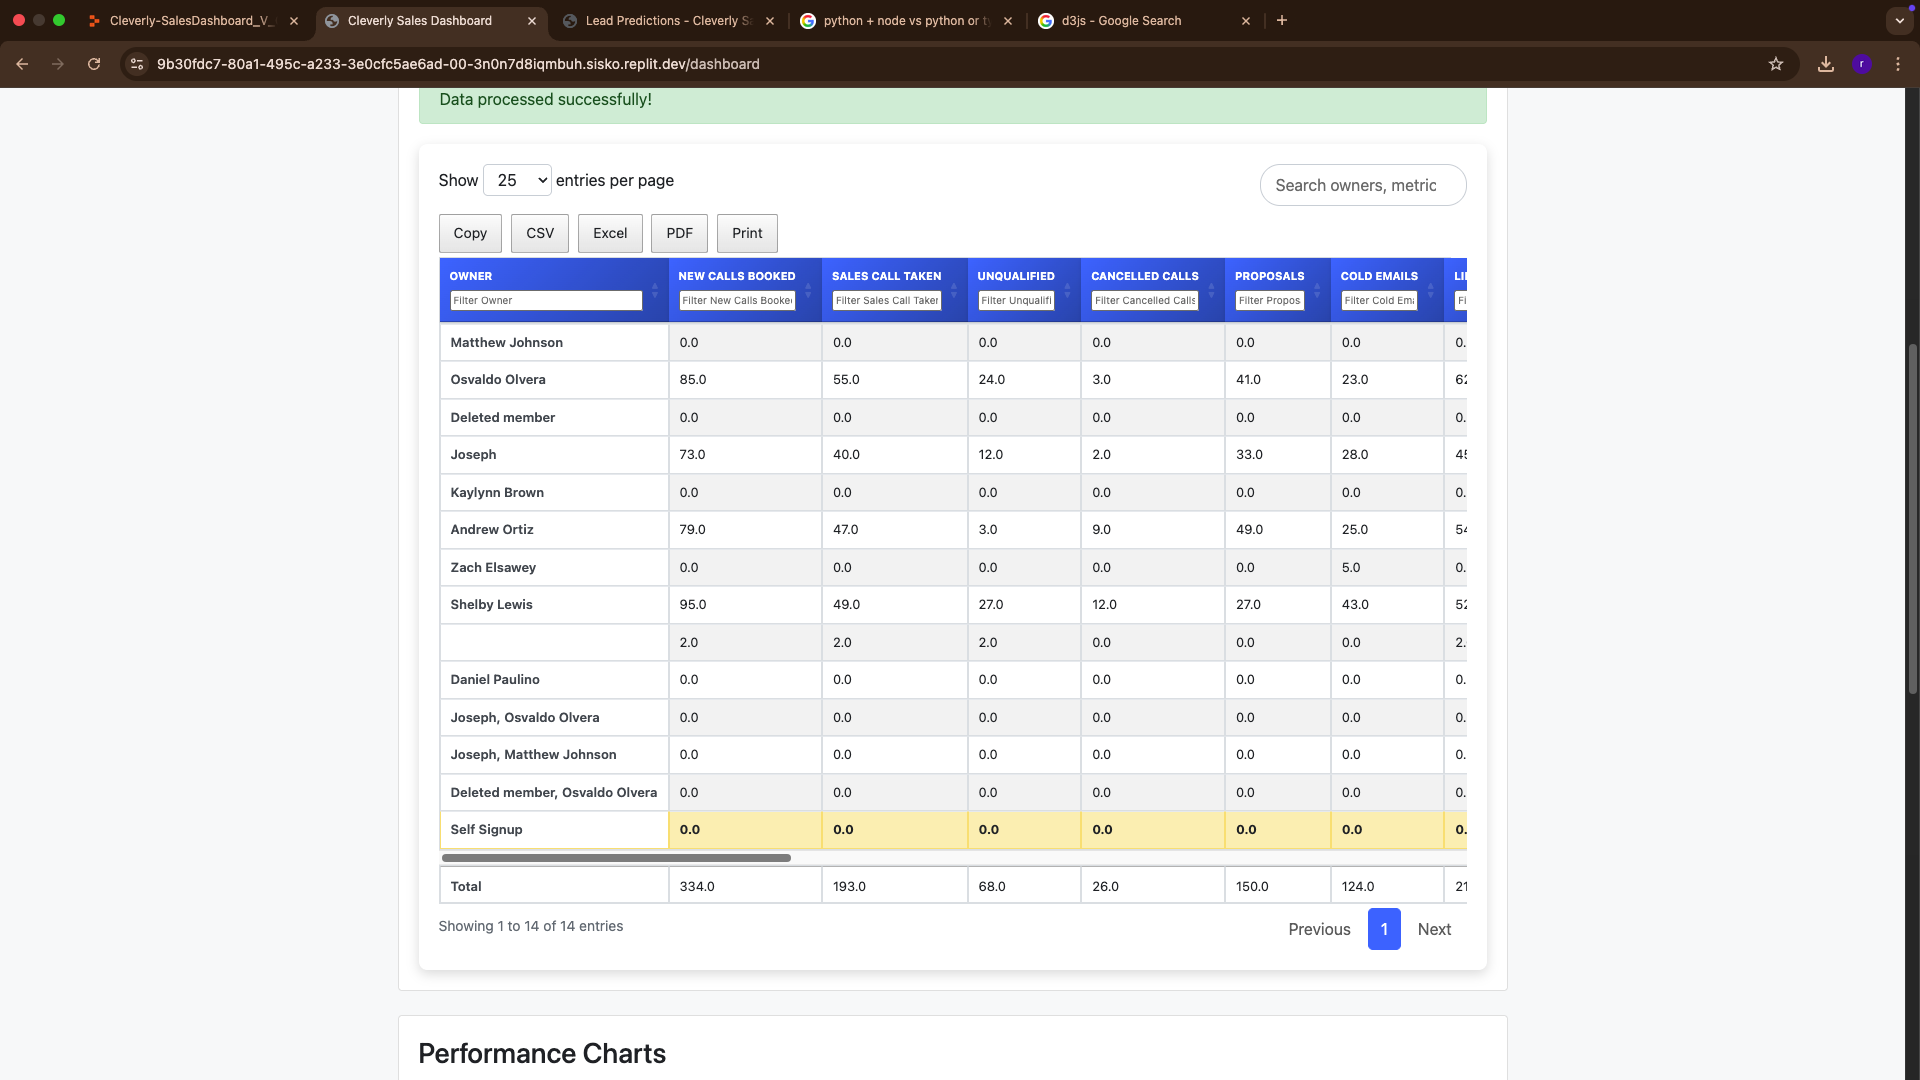 Cleverly-SalesDashboard_V_
Cleverly Sales Dashboard
Lead Predictions - Cleverly S
python + node vs python or ty
d3js - Google Search
9b30fdc7-80a1-495c-a233-3e0cfc5ae6ad-00-3n0n7d8iqmbuh.sisko.replit.dev/dashboard
r
Data processed successfully!
Show 25 entries per page
Search owners, metric
Copy CSV Excel PDF Print
OWNER NEW CALLS BOOKED SALES CALL TAKEN UNQUALIFIED CANCELLED CALLS PROPOSALS COLD EMAILS LI
Filter Owner Filter New Calls Booke Filter Sales Call Taker Filter Unqualifi Filter Cancelled Calls Filter Propos Filter Cold Ema Fi
Matthew Johnson 0.0 0.0 0.0 0.0 0.0 0.0 0.
Osvaldo Olvera 85.0 55.0 24.0 3.0 41.0 23.0 62
Deleted member 0.0 0.0 0.0 0.0 0.0 0.0 0.
Joseph 73.0 40.0 12.0 2.0 33.0 28.0 45
Kaylynn Brown 0.0 0.0 0.0 0.0 0.0 0.0 0.
Andrew Ortiz 79.0 47.0 3.0 9.0 49.0 25.0 54
Zach Elsawey 0.0 0.0 0.0 0.0 0.0 5.0 0.
Shelby Lewis 95.0 49.0 27.0 12.0 27.0 43.0 52
2.0 2.0 2.0 0.0 0.0 0.0 2.
Daniel Paulino 0.0 0.0 0.0 0.0 0.0 0.0 0.
Joseph, Osvaldo Olvera 0.0 0.0 0.0 0.0 0.0 0.0 0.
Joseph, Matthew Johnson 0.0 0.0 0.0 0.0 0.0 0.0 0.
Deleted member, Osvaldo Olvera 0.0 0.0 0.0 0.0 0.0 0.0 0.
Self Signup 0.0 0.0 0.0 0.0 0.0 0.0 0.
Total 334.0 193.0 68.0 26.0 150.0 124.0 21
Showing 1 to 14 of 14 entries
Previous 1 Next
Performance Charts